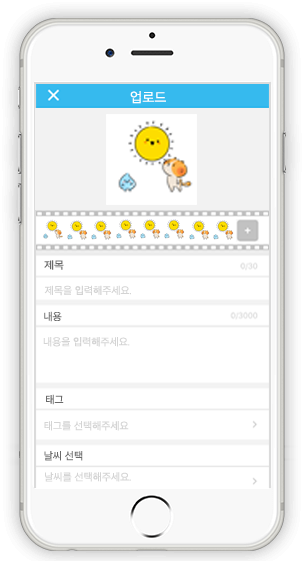 업로드
제목
0/30
제목을 입력해주세요.
내용
0/3000
내용을 입력해주세요.
태그
태그를 선택해주세요
날씨 선택
날씨를 선택해주세요.